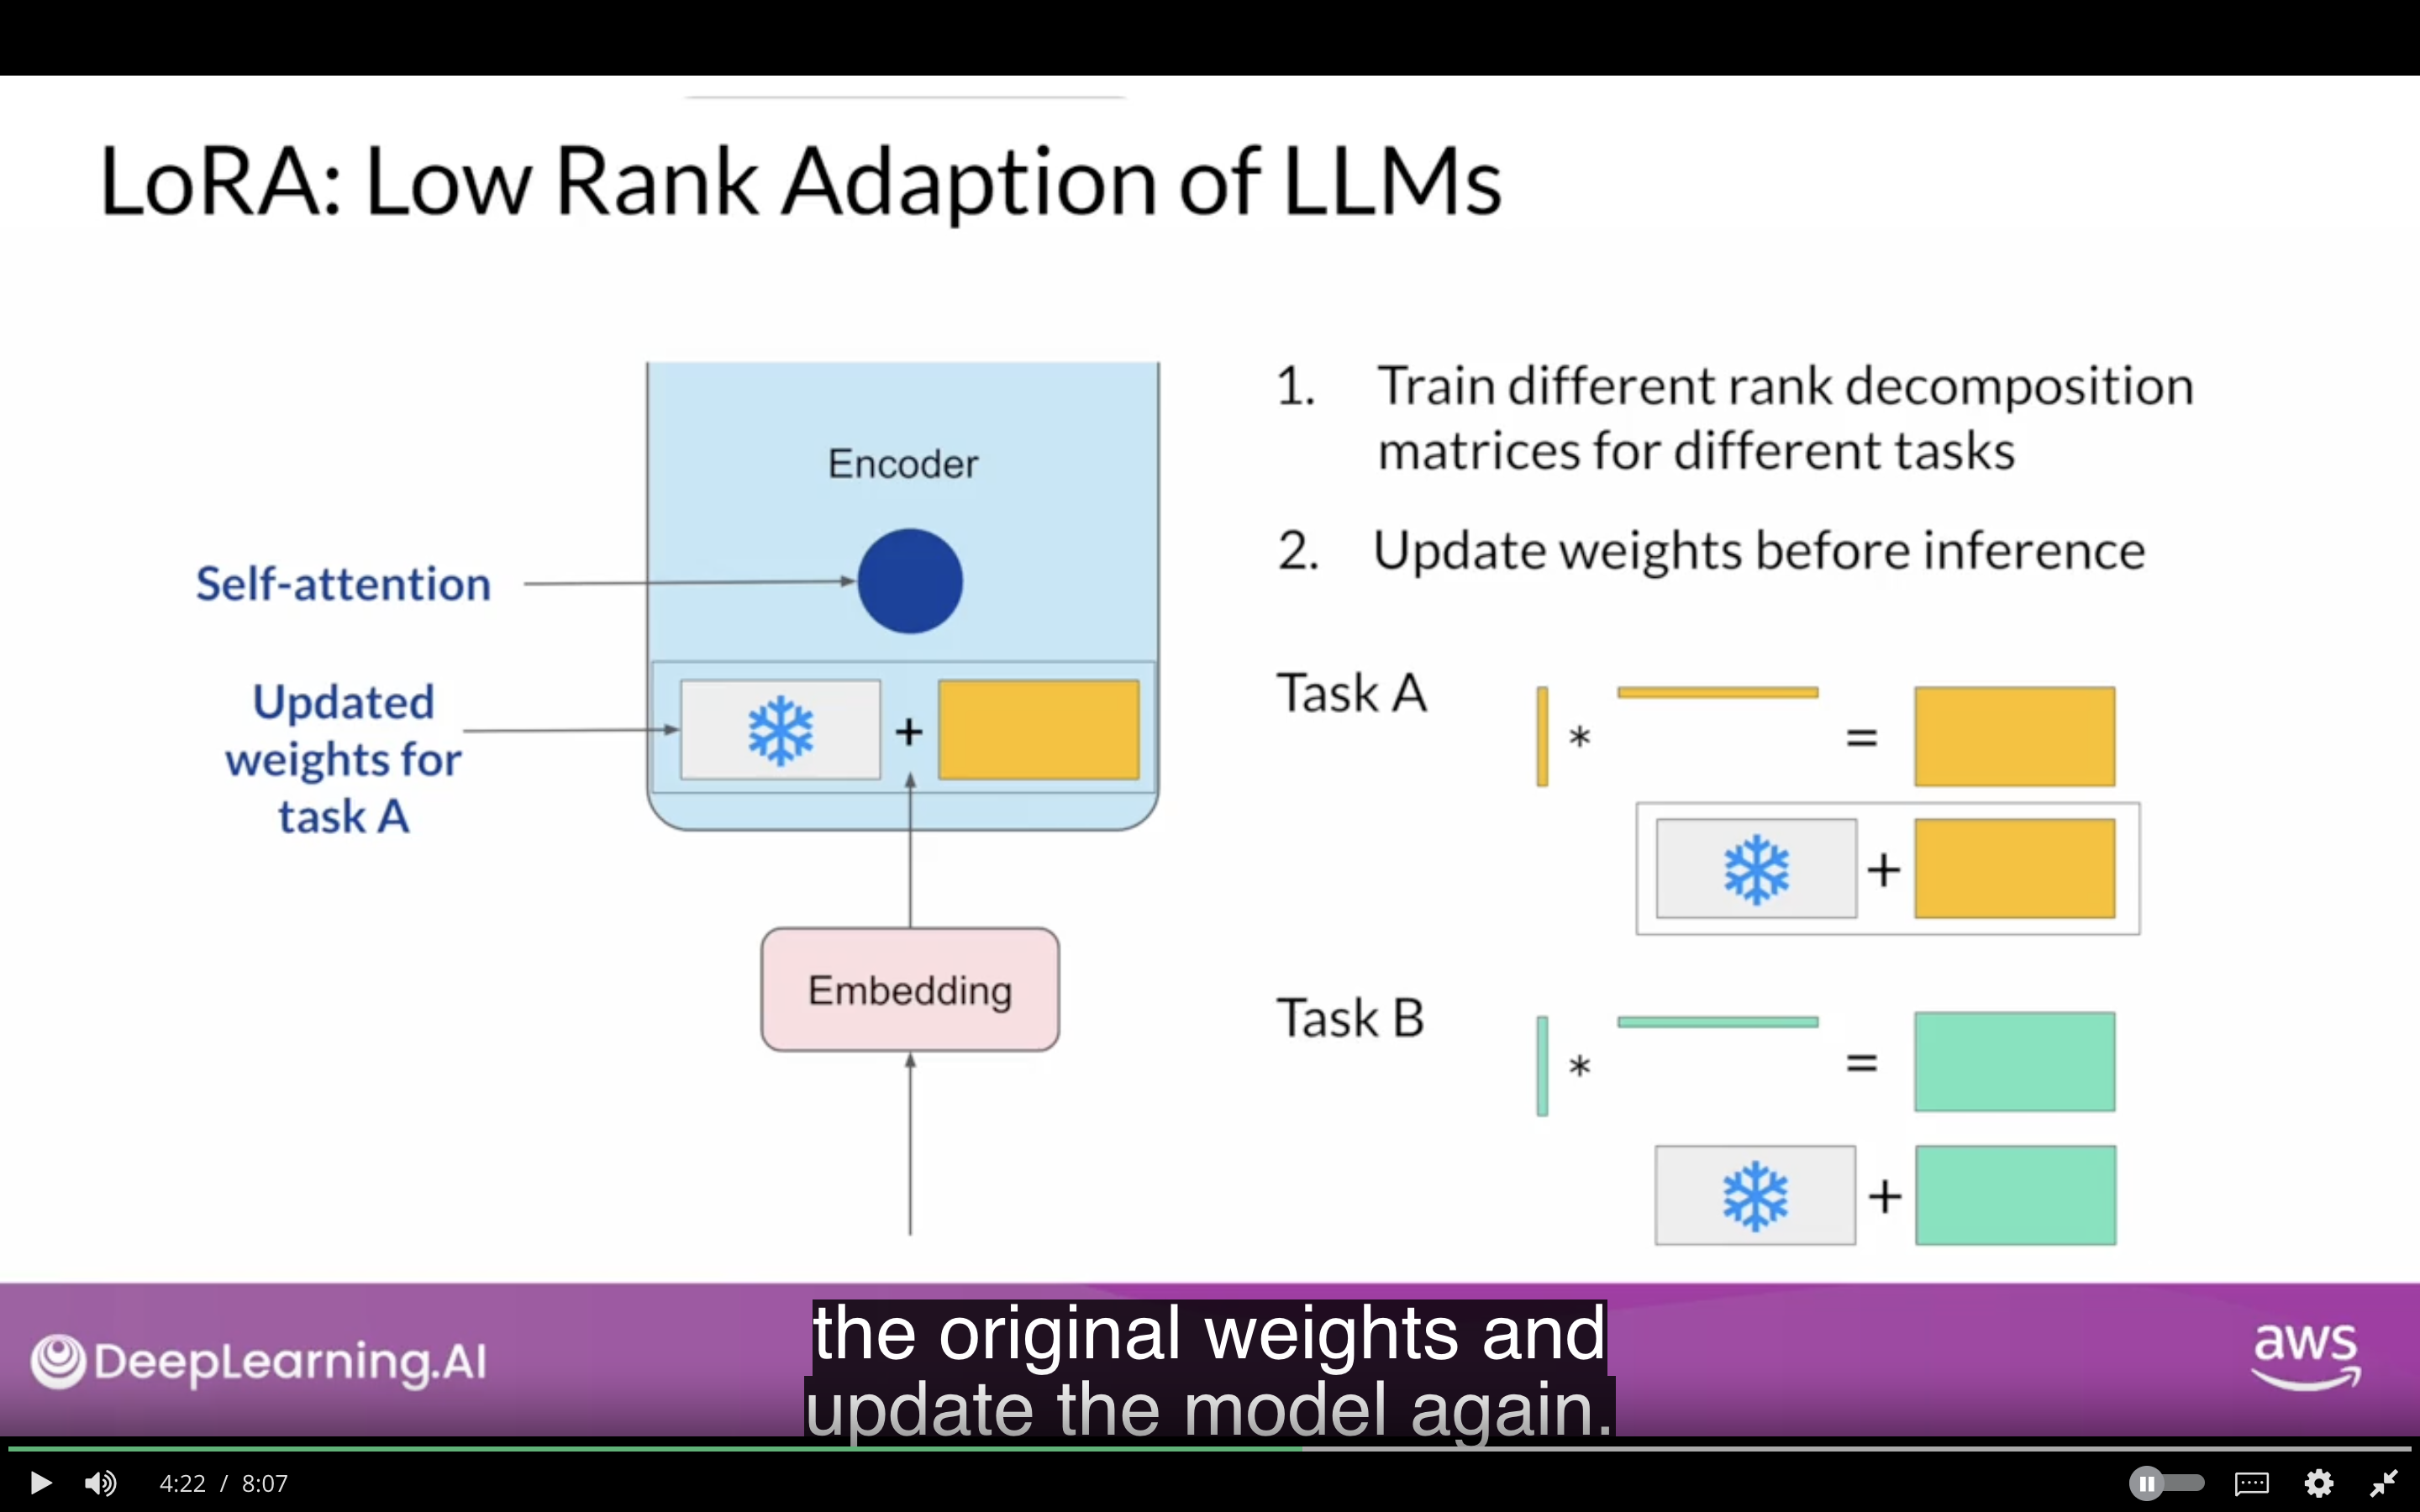 LoRA: Low Rank Adaption of LLMs
Encoder
Self-attention
Updated
weights for
task A
+
Embedding
1. Train different rank decomposition
matrices for different tasks
2. Update weights before inference
Task A
* =
+
Task B
* =
+
DeepLearning.AI
aws
the original weights and
update the model again.
4:22 / 8:07